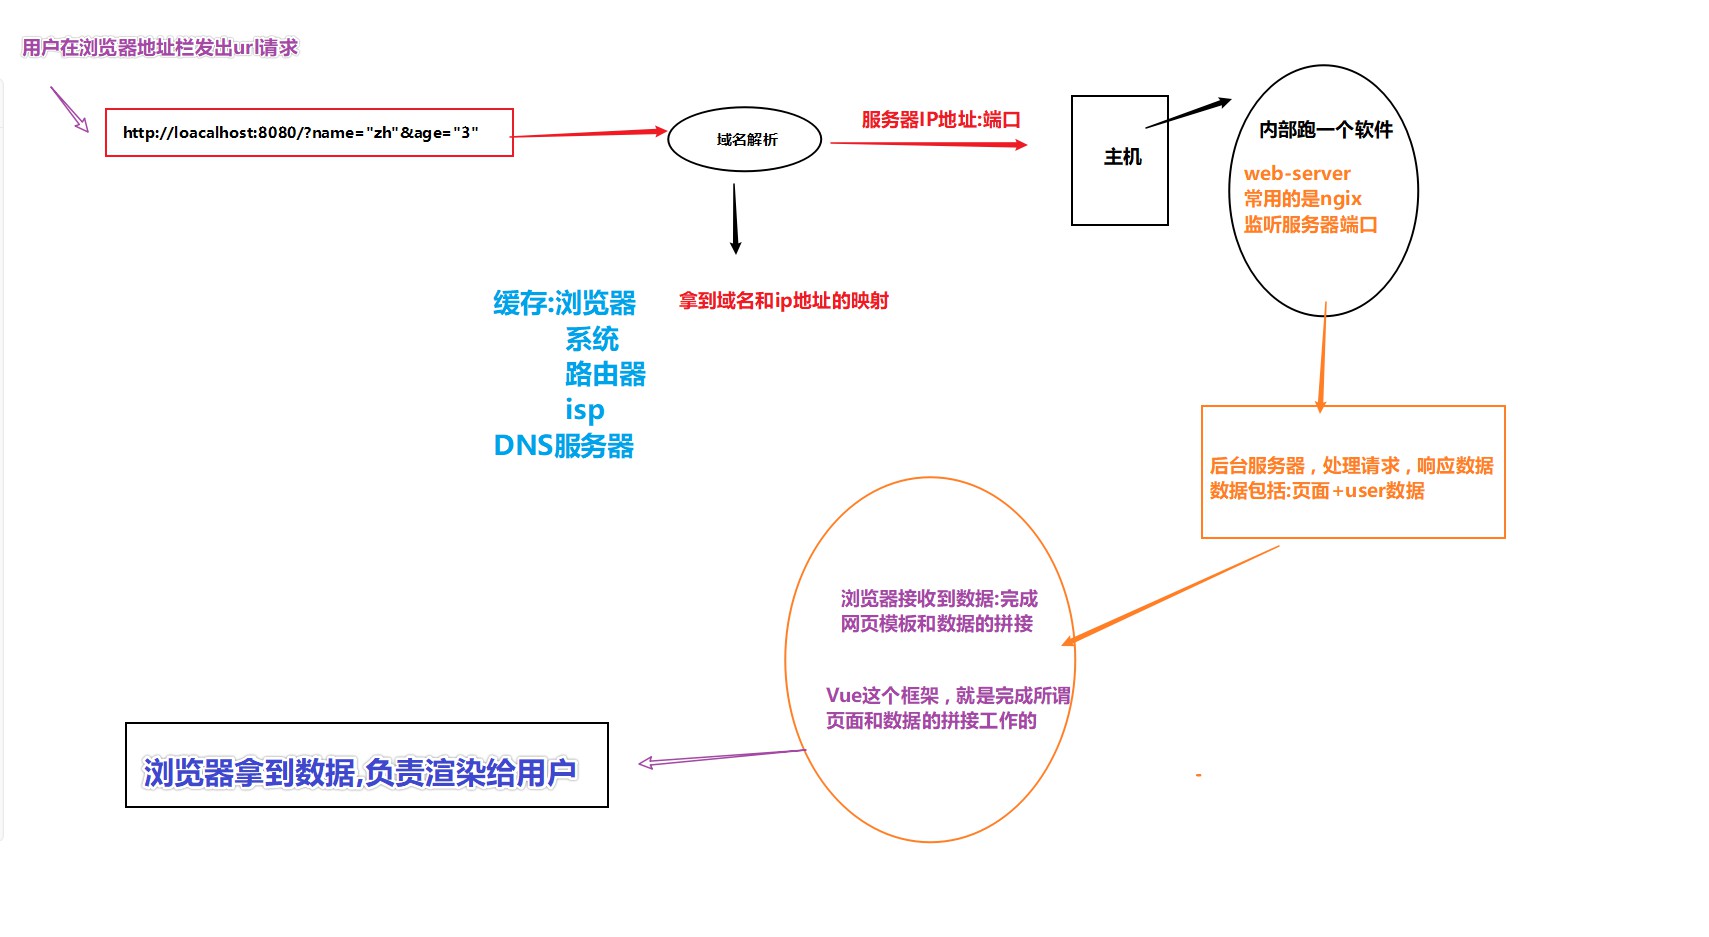 用户在浏览器地址栏发出url请求
http://loacalhost:8080/?name="zh"&age="3"
域名解析
服务器IP地址:端口
主机
内部跑一个软件
web-server
常用的是ngix
监听服务器端口
拿到域名和ip地址的映射
缓存:浏览器
系统
路由器
isp
DNS服务器
后台服务器，处理请求，响应数据
数据包括:页面+user数据
浏览器接收到数据:完成
网页模板和数据的拼接
Vue这个框架，就是完成所谓
页面和数据的拼接工作的
浏览器拿到数据,负责渲染给用户